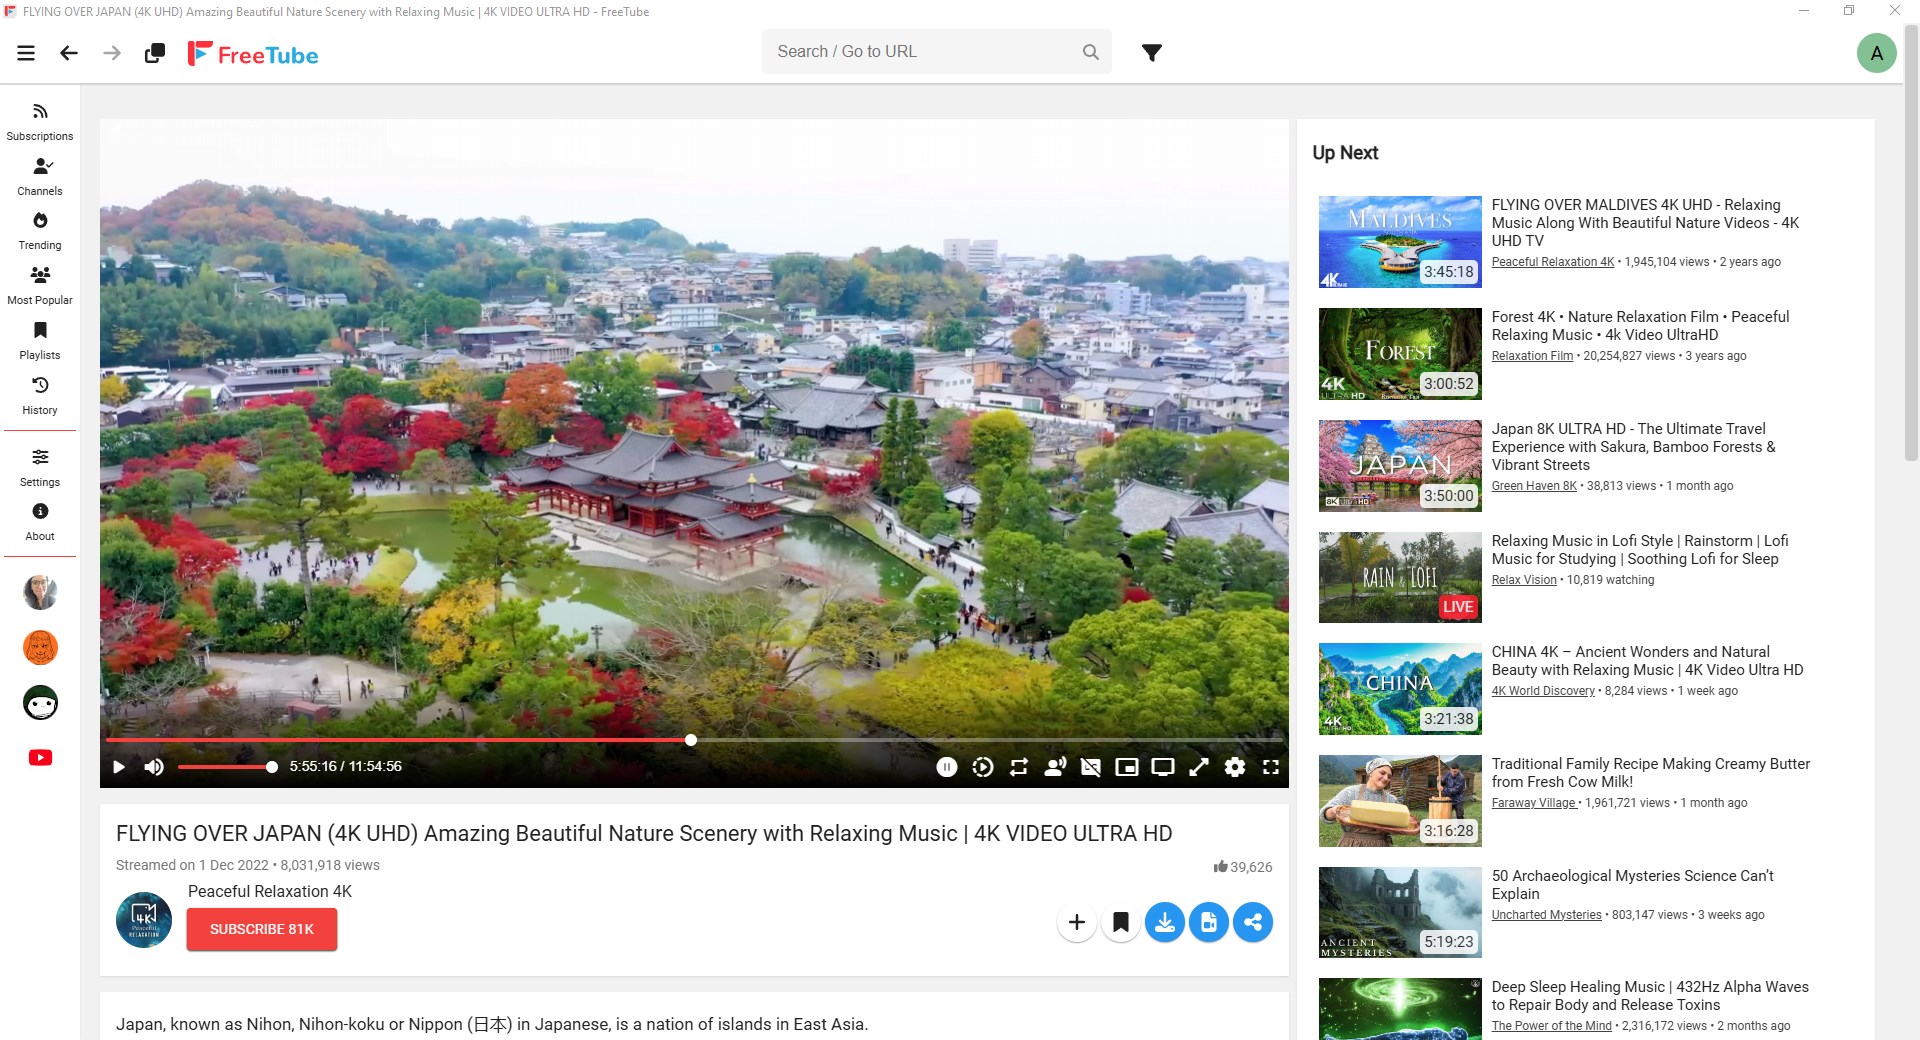 FLYING OVER JAPAN (4K UHD) Amazing Beautiful Nature Scenery with Relaxing Music | 4K VIDEO ULTRA HD - FreeTube
FreeTube
Search / Go to URL
A
Subscriptions
Channels
Trending
Most Popular
Playlists
History
Settings
About
5:55:16 / 11:54:56
FLYING OVER JAPAN (4K UHD) Amazing Beautiful Nature Scenery with Relaxing Music | 4K VIDEO ULTRA HD
Streamed on 1 Dec 2022 • 8,031,918 views
39,626
4K
Peaceful
RELAXATION
Peaceful Relaxation 4K
SUBSCRIBE 81K
Japan, known as Nihon, Nihon-koku or Nippon (日本) in Japanese, is a nation of islands in East Asia.
Up Next
MALDIVES
4K
3:45:18
FLYING OVER MALDIVES 4K UHD - Relaxing
Music Along With Beautiful Nature Videos - 4K
UHD TV
Peaceful Relaxation 4K • 1,945,104 views • 2 years ago
FOREST
4K
ULTRA HD
3:00:52
Forest 4K • Nature Relaxation Film • Peaceful
Relaxing Music • 4k Video UltraHD
Relaxation Film • 20,254,827 views • 3 years ago
JAPAN
8K ULTRA HD
3:50:00
Japan 8K ULTRA HD - The Ultimate Travel
Experience with Sakura, Bamboo Forests &
Vibrant Streets
Green Haven 8K • 38,813 views • 1 month ago
RAIN & LOFI
LIVE
Relaxing Music in Lofi Style | Rainstorm | Lofi
Music for Studying | Soothing Lofi for Sleep
Relax Vision • 10,819 watching
CHINA
4K
3:21:38
CHINA 4K – Ancient Wonders and Natural
Beauty with Relaxing Music | 4K Video Ultra HD
4K World Discovery • 8,284 views • 1 week ago
3:16:28
Traditional Family Recipe Making Creamy Butter
from Fresh Cow Milk!
Faraway Village • 1,961,721 views • 1 month ago
ANCIENT
MYSTERIES
5:19:23
50 Archaeological Mysteries Science Can't
Explain
Uncharted Mysteries • 803,147 views • 3 weeks ago
Deep Sleep Healing Music | 432Hz Alpha Waves
to Repair Body and Release Toxins
The Power of the Mind • 2,316,172 views • 2 months ago